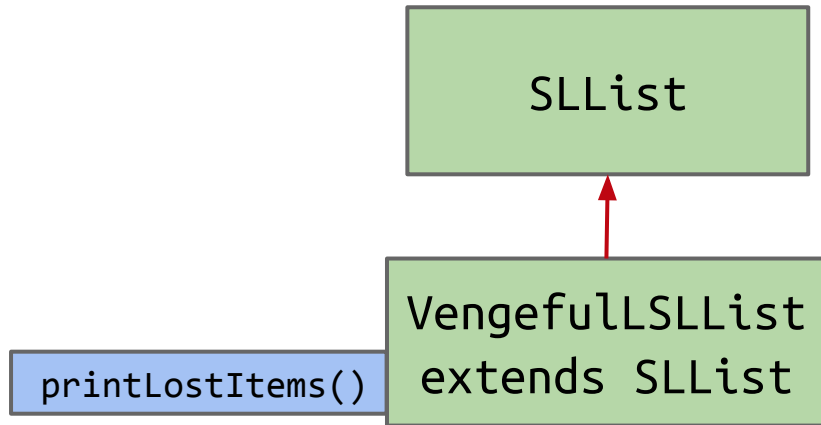 SLList
VengefulLSLList
extends SLList
printLostItems()